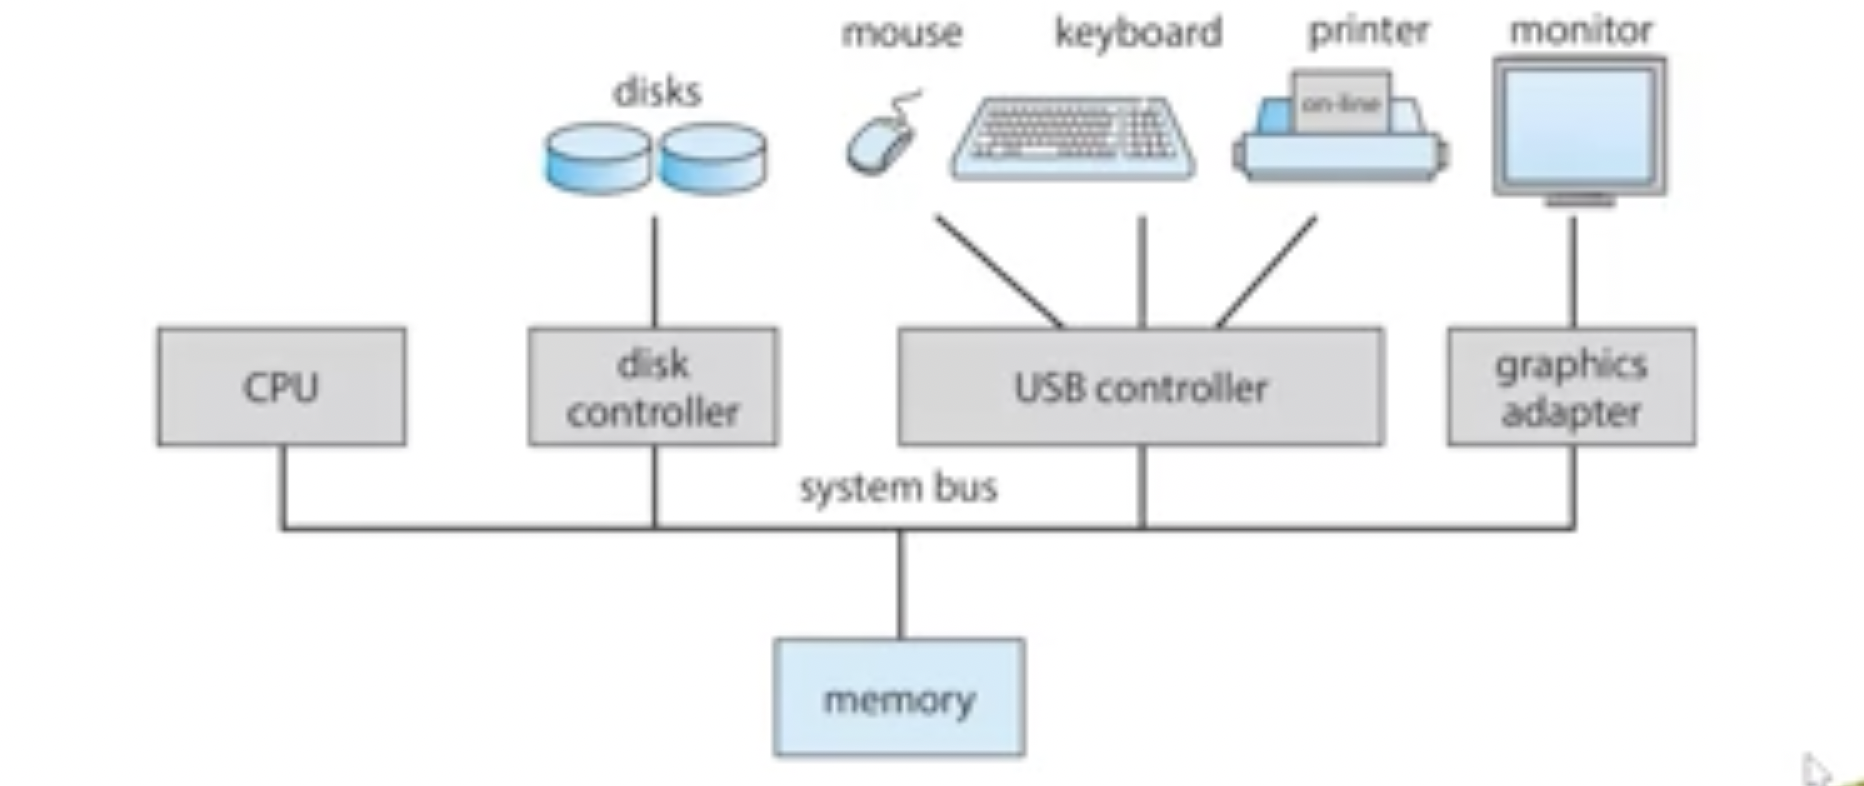 mouse
keyboard
printer
monitor
disks
on-line
CPU
disk
controller
USB controller
graphics
adapter
system bus
memory